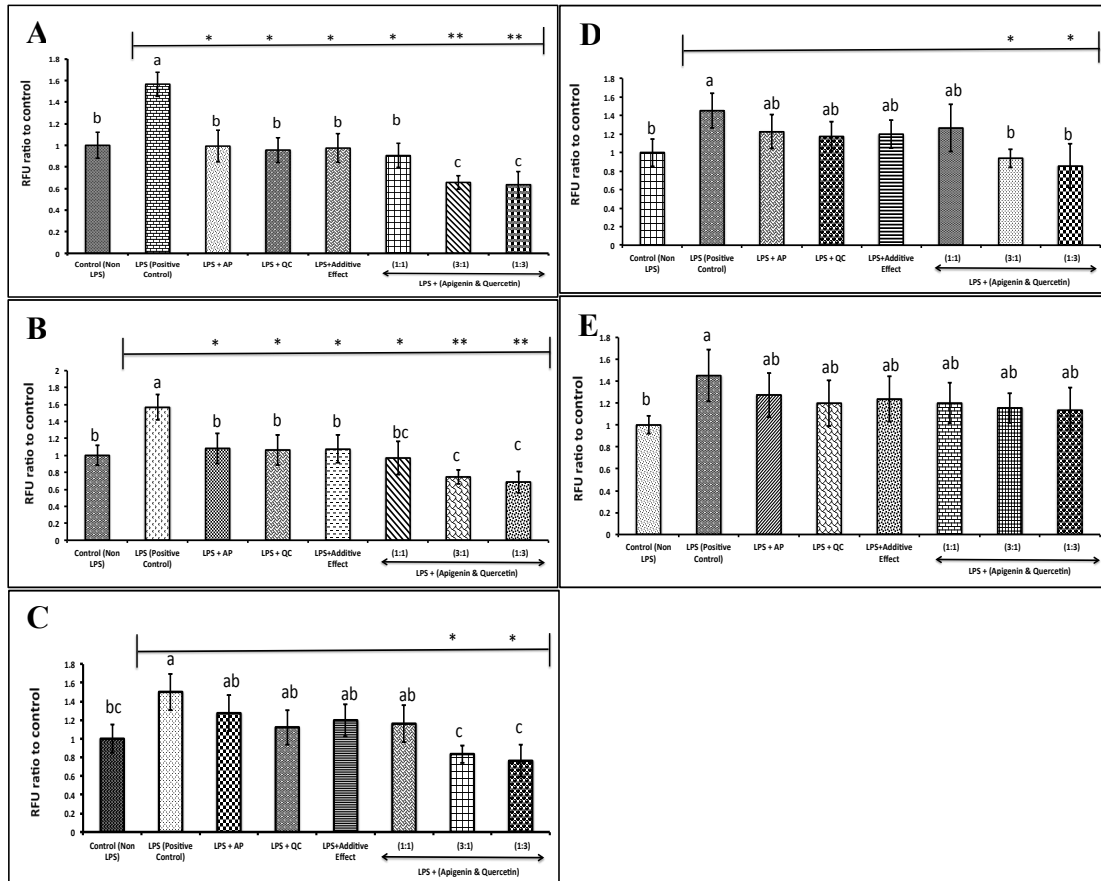 A
* * * * ** **
RFU ratio to control
1.8
1.6
1.4
1.2
1
0.8
0.6
0.4
0.2
0
b a b b b b c c
Control (Non LPS) LPS (Positive Control) LPS + AP LPS + QC LPS+Additive Effect (1:1) (3:1) (1:3)
LPS + (Apigenin & Quercetin)
B
* * * * ** **
RFU ratio to control
2
1.8
1.6
1.4
1.2
1
0.8
0.6
0.4
0.2
0
b a b b b bc c c
Control (Non LPS) LPS (Positive Control) LPS + AP LPS + QC LPS+Additive Effect (1:1) (3:1) (1:3)
LPS + (Apigenin & Quercetin)
C
* *
RFU ratio to control
1.8
1.6
1.4
1.2
1
0.8
0.6
0.4
0.2
0
bc a ab ab ab ab c c
Control (Non LPS) LPS (Positive Control) LPS + AP LPS + QC LPS+Additive Effect (1:1) (3:1) (1:3)
LPS + (Apigenin & Quercetin)
D
* *
RFU ratio to control
1.8
1.6
1.4
1.2
1
0.8
0.6
0.4
0.2
0
b a ab ab ab ab b b
Control (Non LPS) LPS (Positive Control) LPS + AP LPS + QC LPS+Additive Effect (1:1) (3:1) (1:3)
LPS + (Apigenin & Quercetin)
E
RFU ratio to control
1.8
1.6
1.4
1.2
1
0.8
0.6
0.4
0.2
0
b a ab ab ab ab ab ab
Control (Non LPS) LPS (Positive Control) LPS + AP LPS + QC LPS+Additive Effect (1:1) (3:1) (1:3)
LPS + (Apigenin & Quercetin)